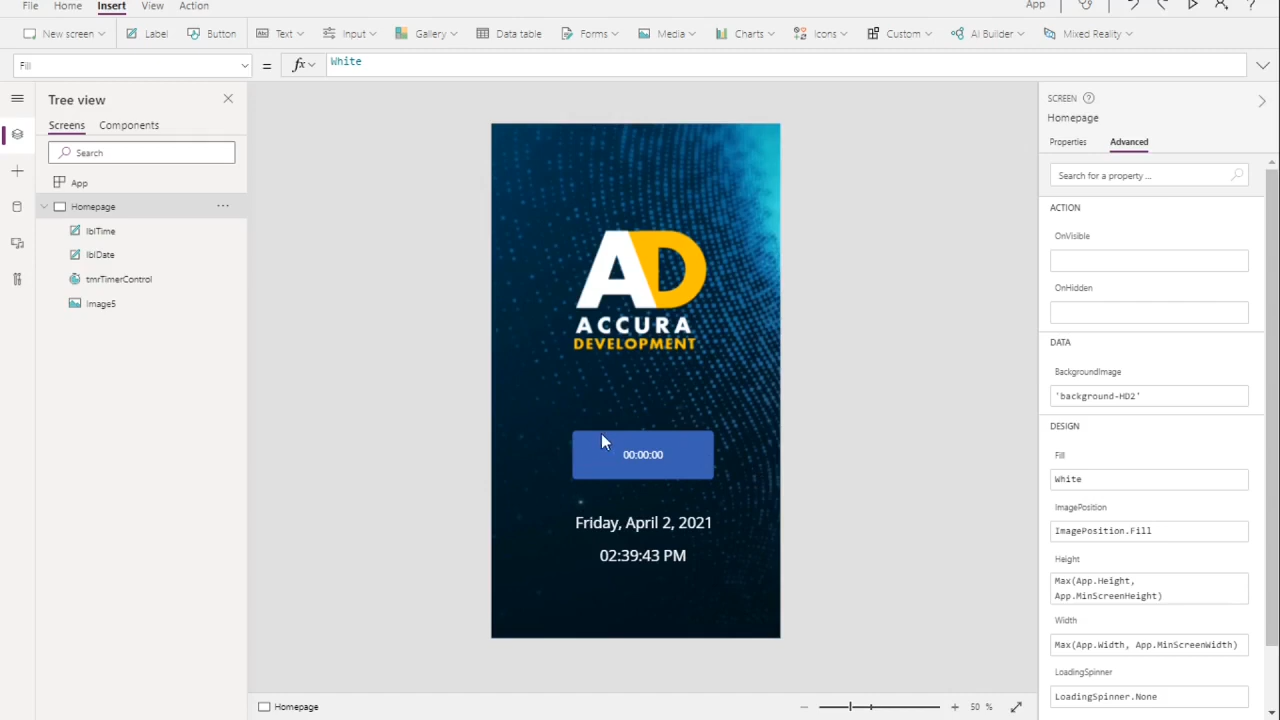 File Home Insert View Action App
New screen Label Button Text Input Gallery Data table Forms Media Charts Icons Custom AI Builder Mixed Reality
Fill = fx White
Tree view
Screens Components
Search
App
Homepage
lblTime
lblDate
tmrTimerControl
Image5
AD
ACCURA
DEVELOPMENT
00:00:00
Friday, April 2, 2021
02:39:43 PM
Homepage
50 %
SCREEN
Homepage
Properties Advanced
Search for a property ...
ACTION
OnVisible
OnHidden
DATA
BackgroundImage
'background-HD2'
DESIGN
Fill
White
ImagePosition
ImagePosition.Fill
Height
Max(App.Height,
App.MinScreenHeight)
Width
Max(App.Width, App.MinScreenWidth)
LoadingSpinner
LoadingSpinner.None